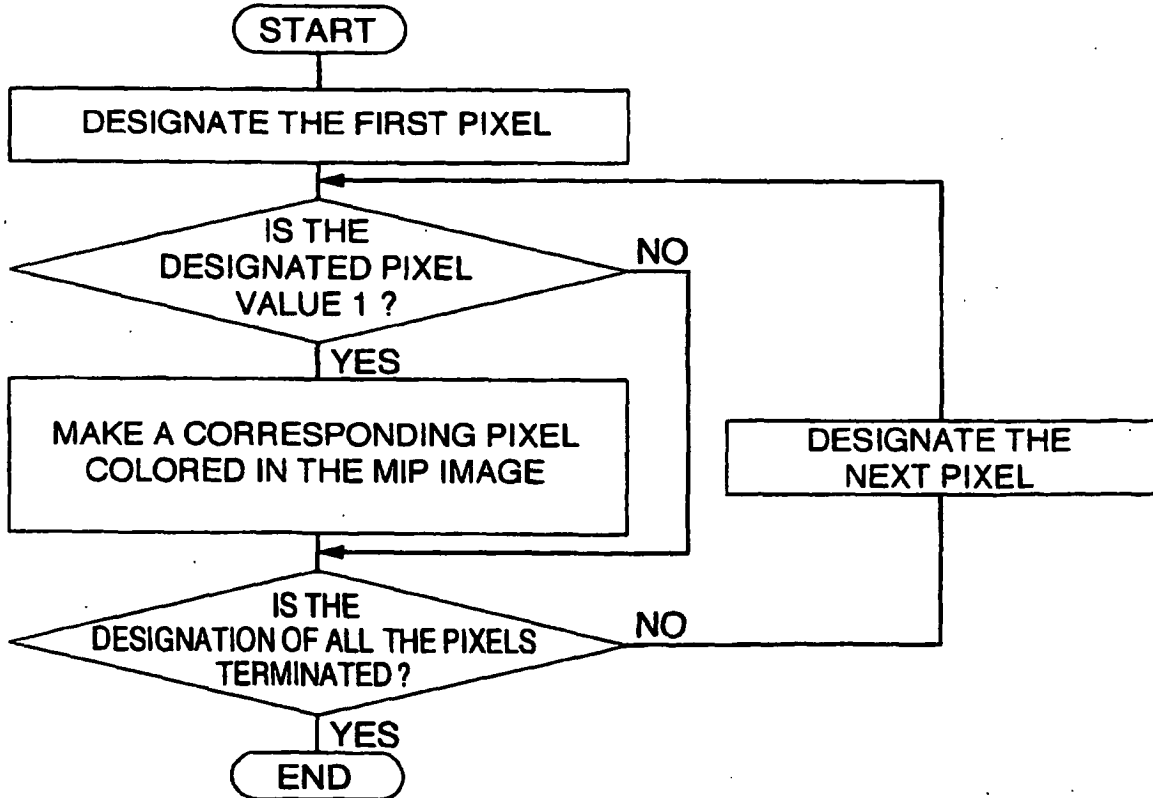 START
DESIGNATE THE FIRST PIXEL
IS THE
DESIGNATED PIXEL
VALUE 1 ?
NO
YES
MAKE A CORRESPONDING PIXEL
COLORED IN THE MIP IMAGE
DESIGNATE THE
NEXT PIXEL
IS THE
DESIGNATION OF ALL THE PIXELS
TERMINATED ?
NO
YES
END